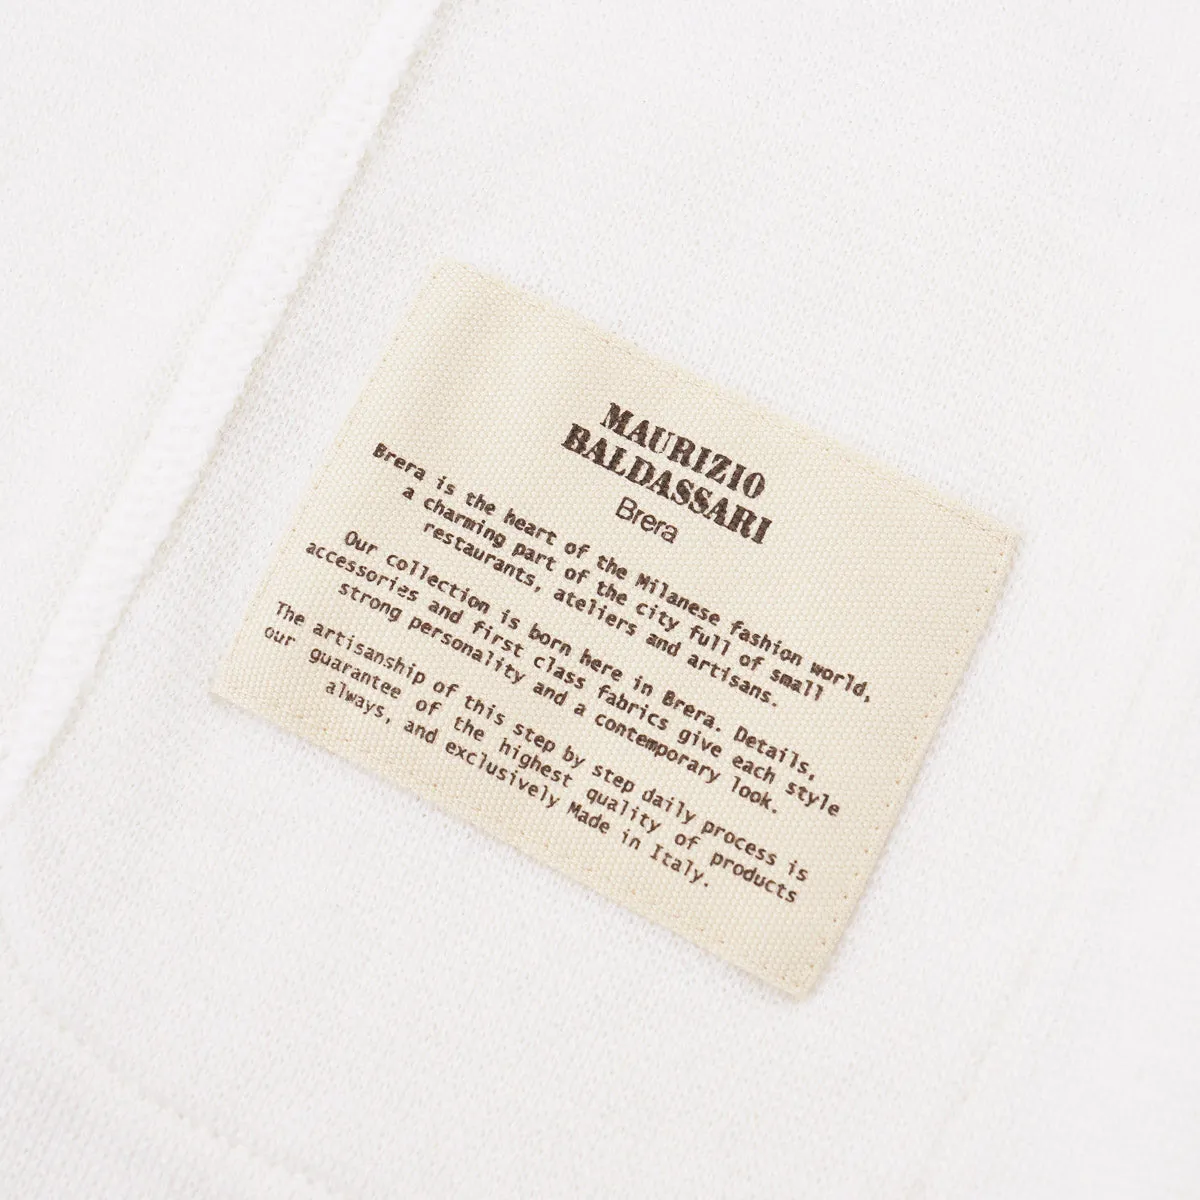 MAURIZIO
BALDASSARI
Brera
Brera is the heart of the Milanese fashion world,
a charming part of the city full of small
restaurants, ateliers and artisans.
Our collection is born here in Brera. Details,
accessories and first class fabrics give each style
strong personality and a contemporary look.
The artisanship of this step by step daily process is
our guarantee of the highest quality of products
always, and exclusively Made in Italy.